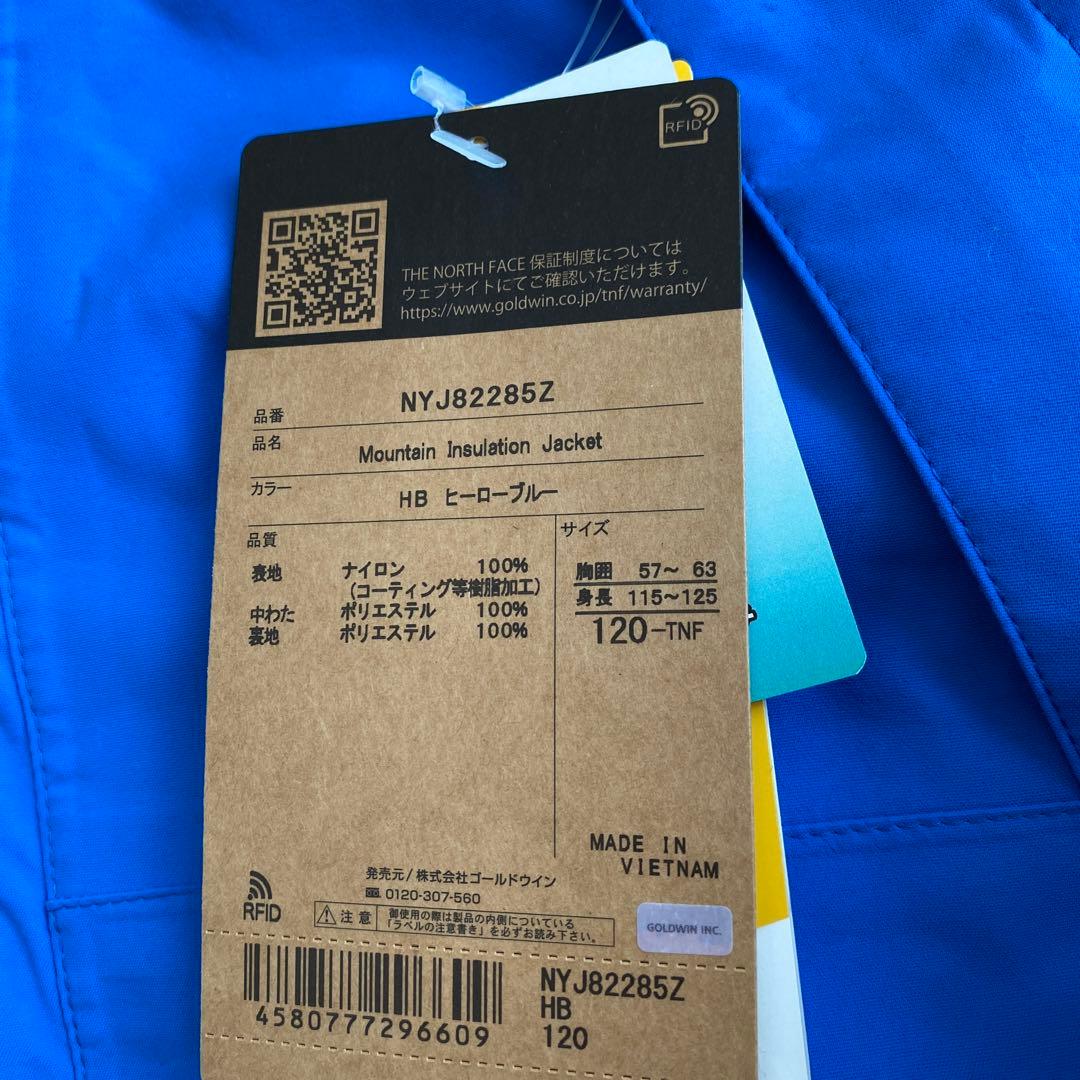 RFID
THE NORTH FACE 保証制度については
ウェブサイトにてご確認いただけます。
https://www.goldwin.co.jp/tnf/warranty/
品番 NYJ82285Z
品名 Mountain Insulation Jacket
カラー HB ヒーローブルー
品質
表地 ナイロン 100%
(コーティング等樹脂加工)
中わた ポリエステル 100%
裏地 ポリエステル 100%
サイズ
胸囲 57～ 63
身長 115～125
120-TNF
MADE IN
VIETNAM
発売元/株式会社ゴールドウイン
0120-307-560
RFID
注意
御使用の際は製品の内側についている
「ラベルの注意書き」を必ずお読み下さい。
GOLDWIN INC.
4580777296609
NYJ82285Z
HB
120